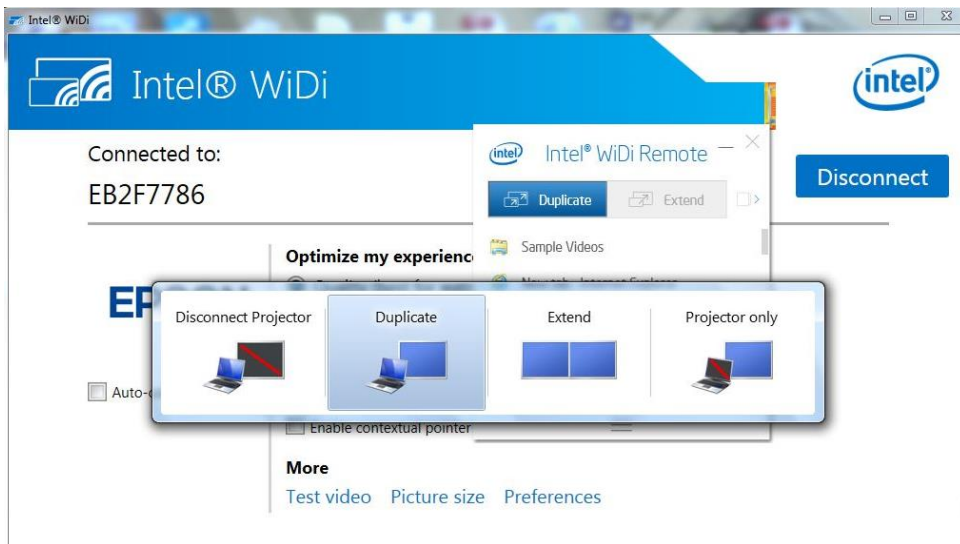 Intel® WiDi
Intel® WiDi
intel®
Connected to:
EB2F7786
Disconnect
intel Intel® WiDi Remote
Duplicate Extend
Sample Videos
Optimize my experience
Disconnect Projector Duplicate Extend Projector only
Auto-
Enable contextual pointer
More
Test video Picture size Preferences